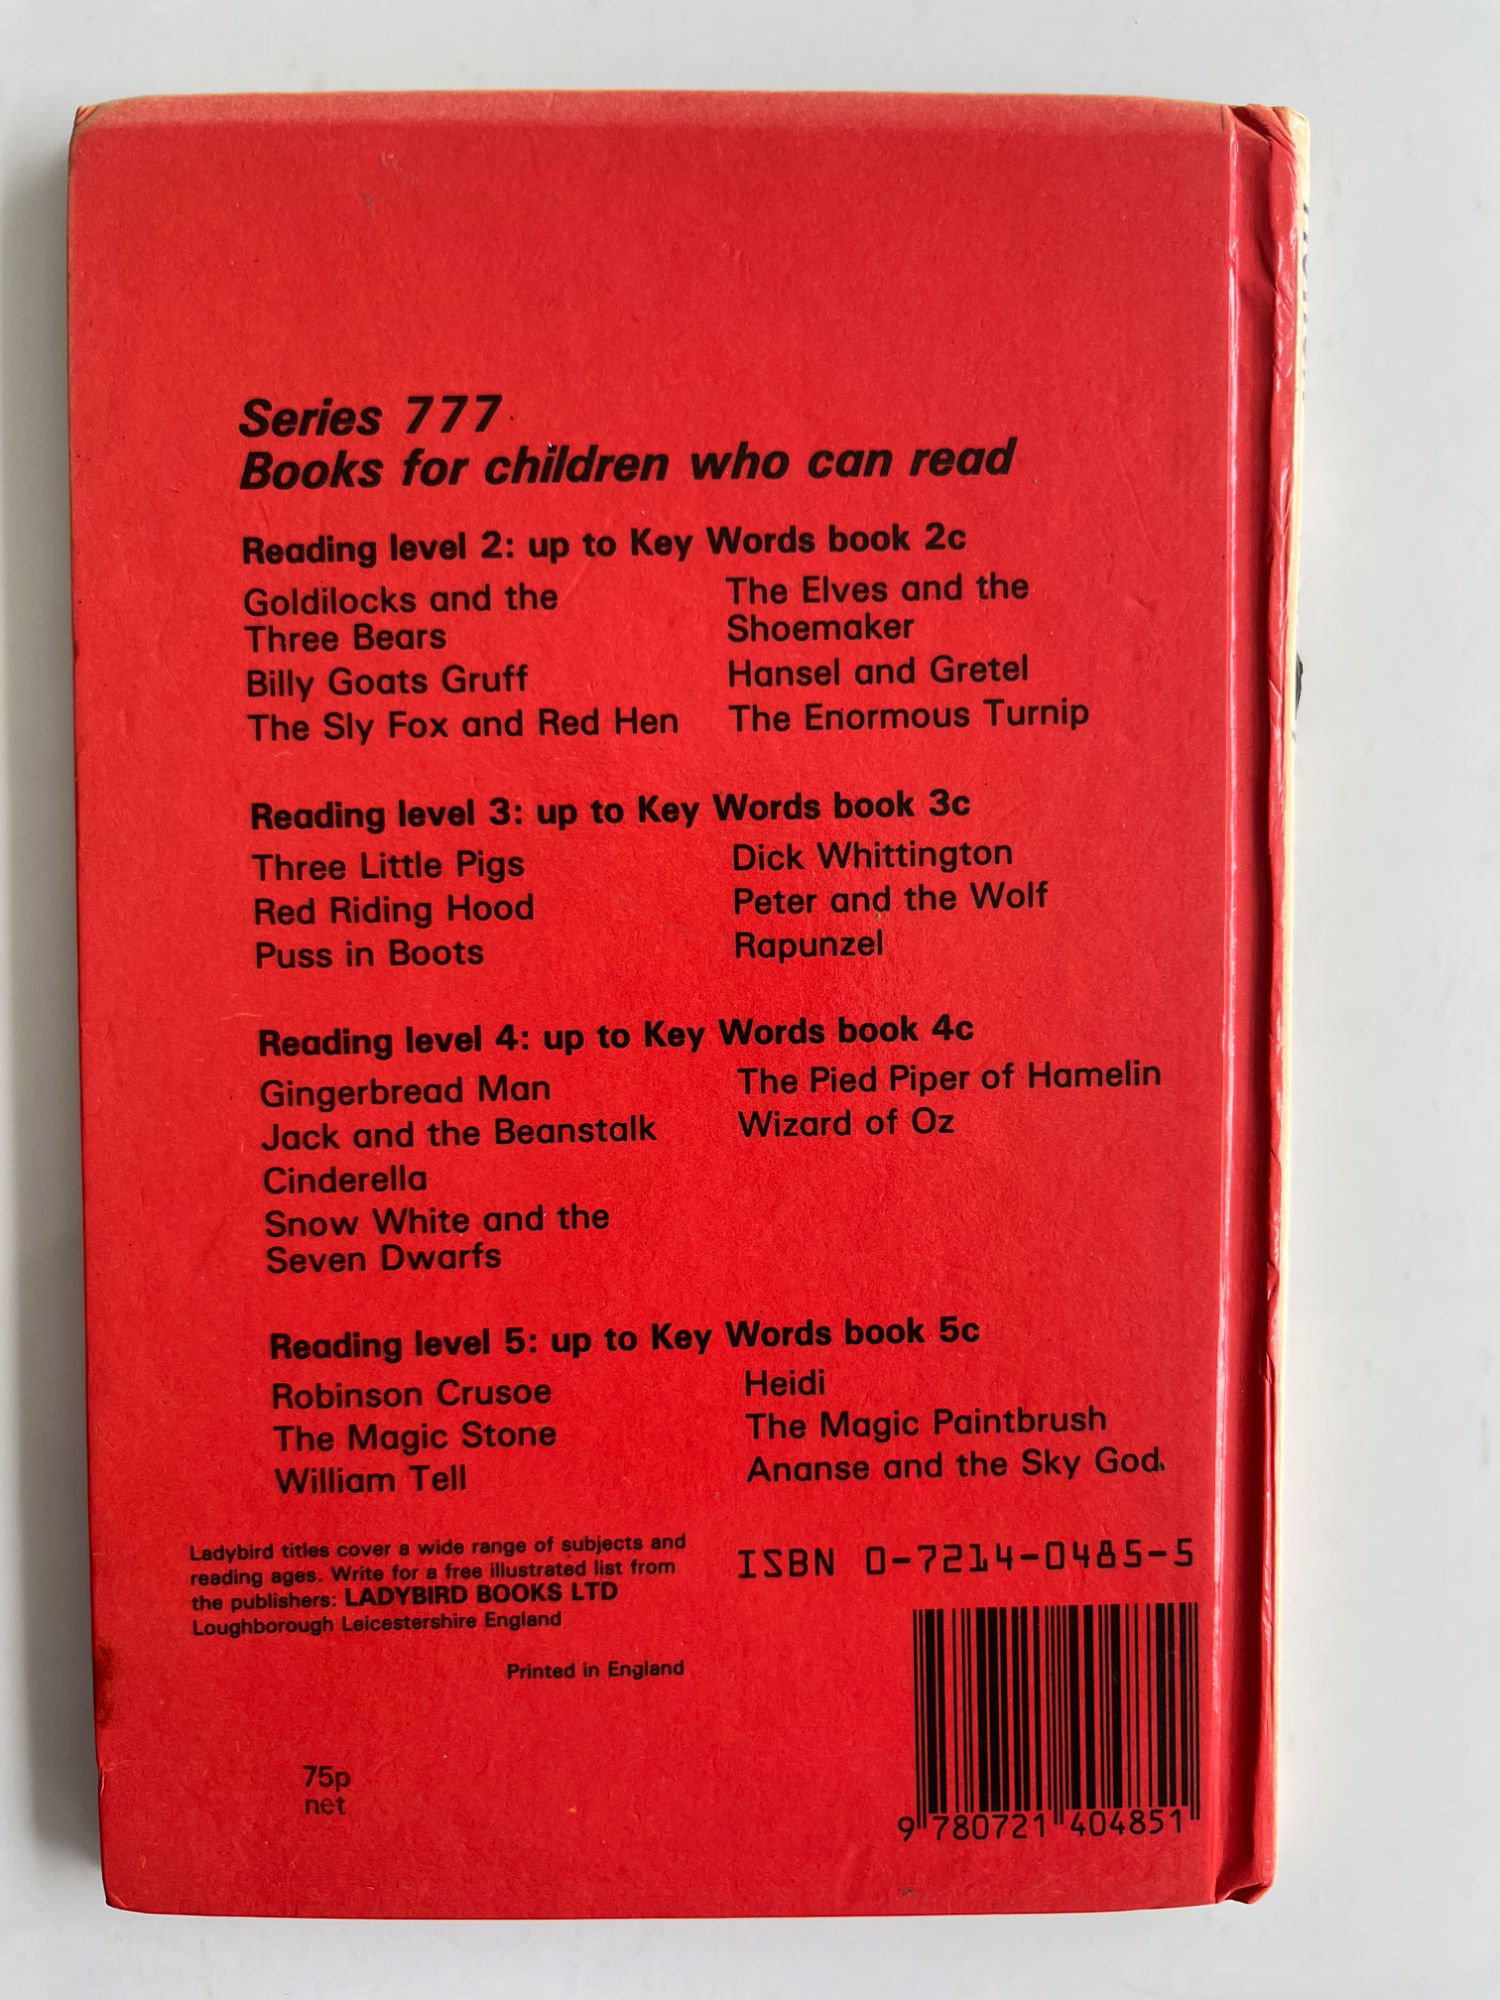 Series 777
Books for children who can read
Reading level 2: up to Key Words book 2c
Goldilocks and the
Three Bears
Billy Goats Gruff
The Sly Fox and Red Hen
The Elves and the
Shoemaker
Hansel and Gretel
The Enormous Turnip
Reading level 3: up to Key Words book 3c
Three Little Pigs
Red Riding Hood
Puss in Boots
Dick Whittington
Peter and the Wolf
Rapunzel
Reading level 4: up to Key Words book 4c
Gingerbread Man
Jack and the Beanstalk
Cinderella
Snow White and the
Seven Dwarfs
The Pied Piper of Hamelin
Wizard of Oz
Reading level 5: up to Key Words book 5c
Robinson Crusoe
The Magic Stone
William Tell
Heidi
The Magic Paintbrush
Ananse and the Sky God.
Ladybird titles cover a wide range of subjects and
reading ages. Write for a free illustrated list from
the publishers: LADYBIRD BOOKS LTD
Loughborough Leicestershire England
Printed in England
75p
net
ISBN 0-7214-0485-5
9 780721 404851